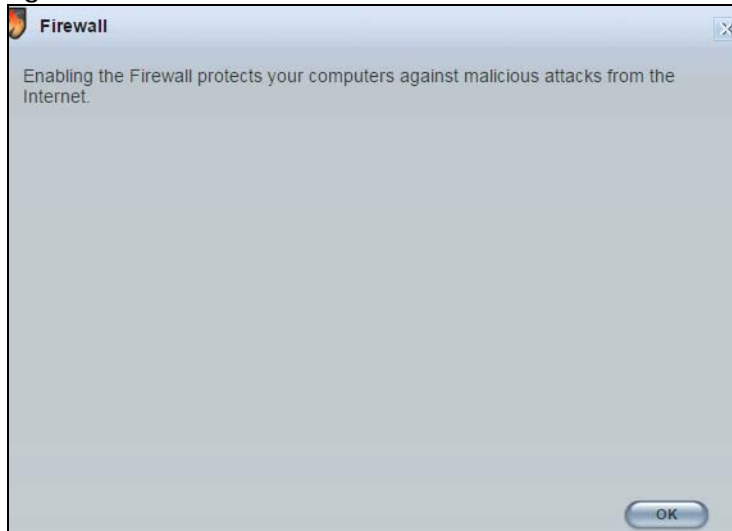 Firewall
Enabling the Firewall protects your computers against malicious attacks from the
Internet.
OK